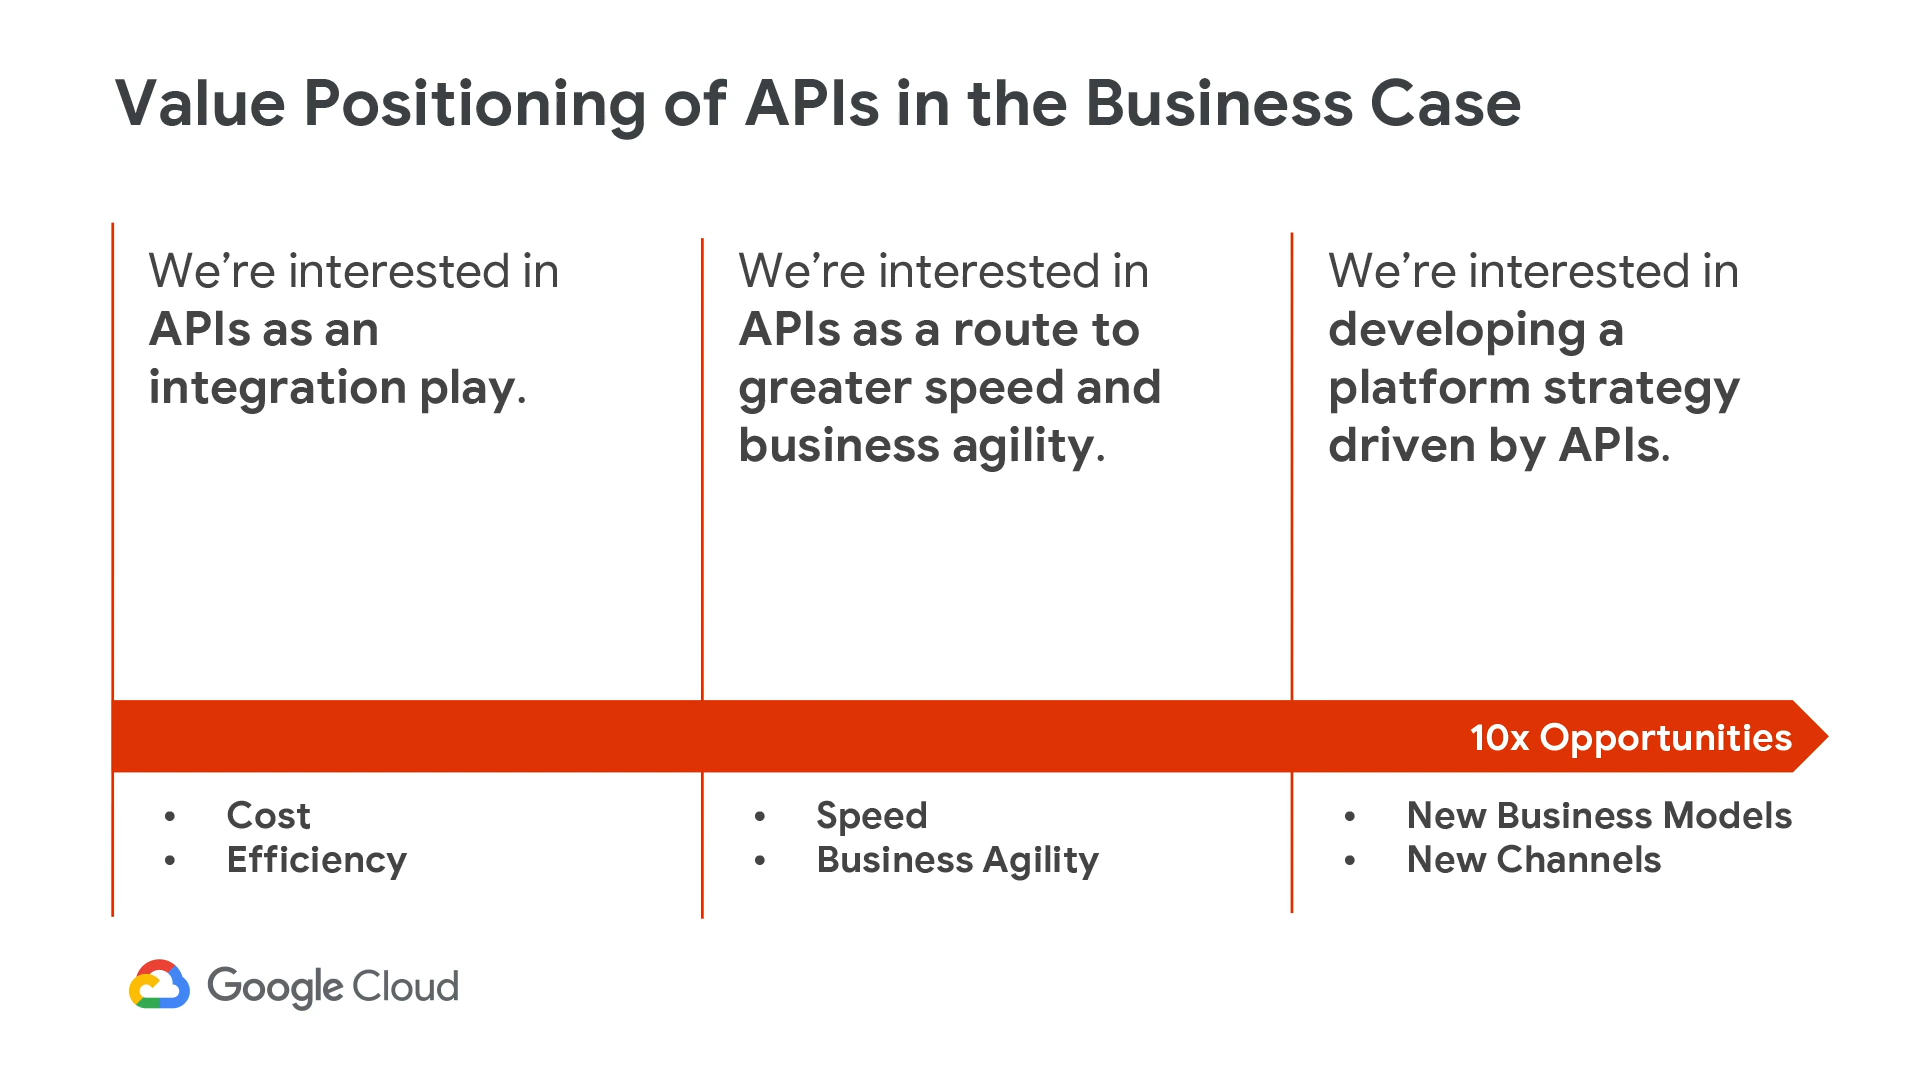 Value Positioning of APIs in the Business Case
We’re interested in
APIs as an
integration play.
We’re interested in
APIs as a route to
greater speed and
business agility.
We’re interested in
developing a
platform strategy
driven by APIs.
10x Opportunities
• Cost
• Efficiency
• Speed
• Business Agility
• New Business Models
• New Channels
Google Cloud